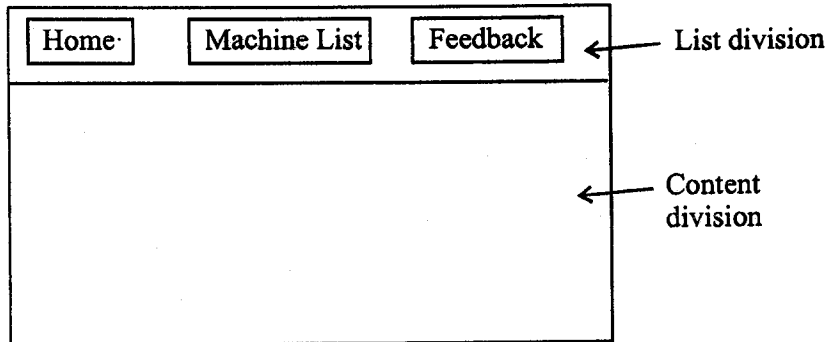 Home
Machine List
Feedback
List division
Content
division